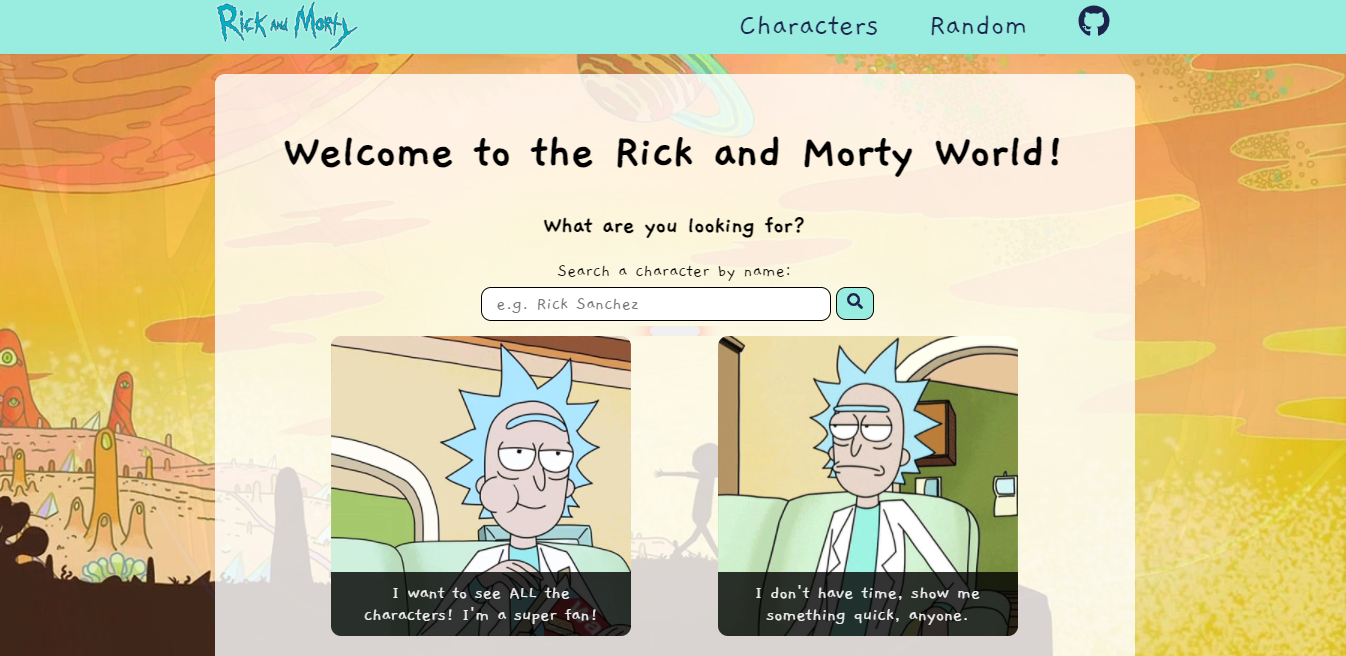 Rick and Morty
Characters
Random
Welcome to the Rick and Morty World!
What are you looking for?
Search a character by name:
e.g. Rick Sanchez
I want to see ALL the
characters! I'm a super fan!
I don't have time, show me
something quick, anyone.